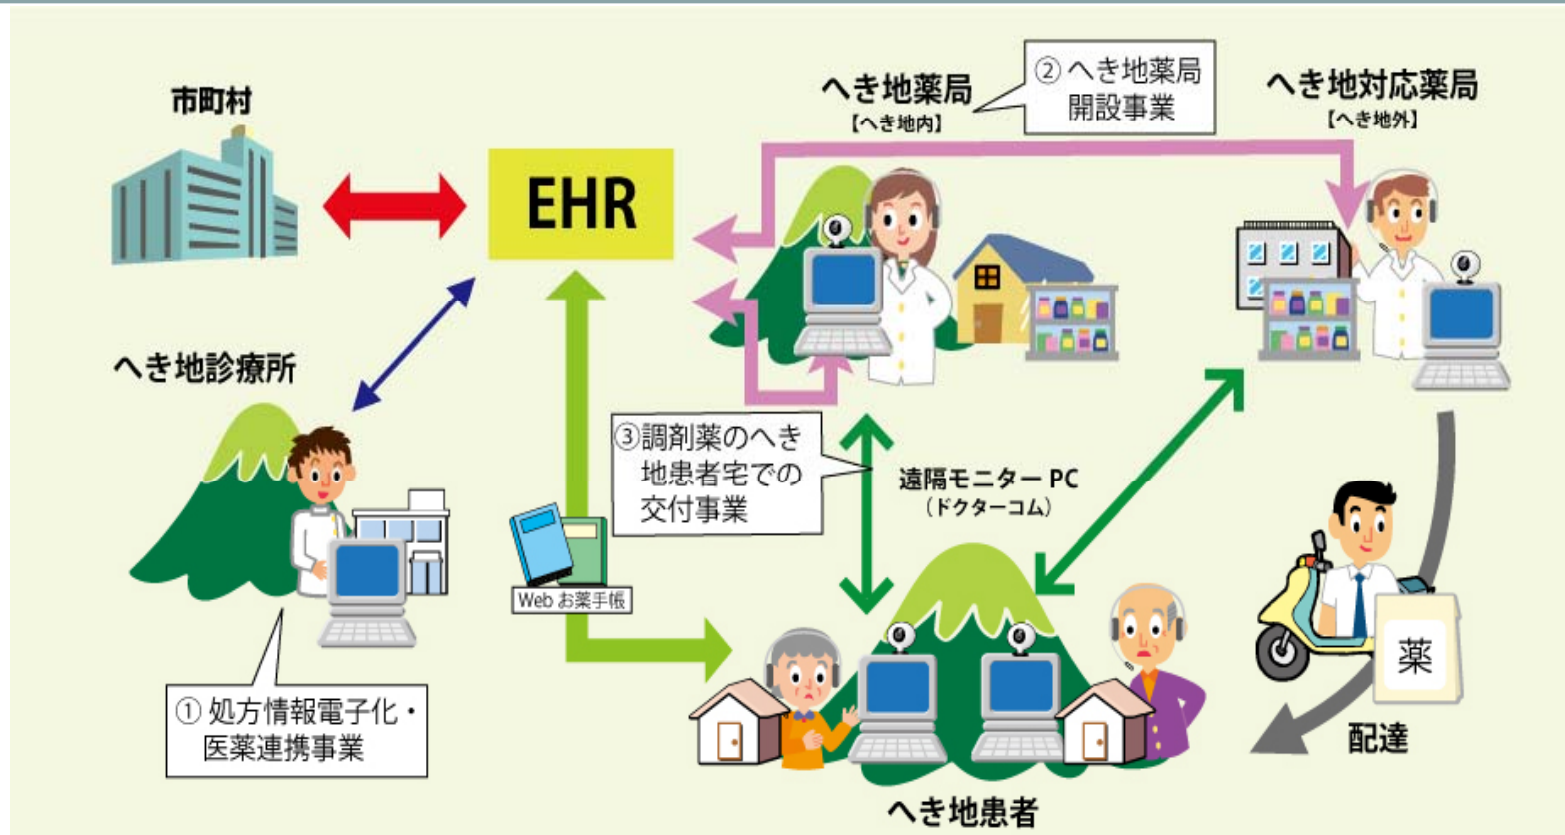 市町村
EHR
へき地薬局
【へき地内】
② へき地薬局
開設事業
へき地対応薬局
【へき地外】
へき地診療所
③調剤薬のへき
地患者宅での
交付事業
遠隔モニター PC
（ドクターコム）
Web お薬手帳
① 処方情報電子化・
医薬連携事業
薬
配達
へき地患者